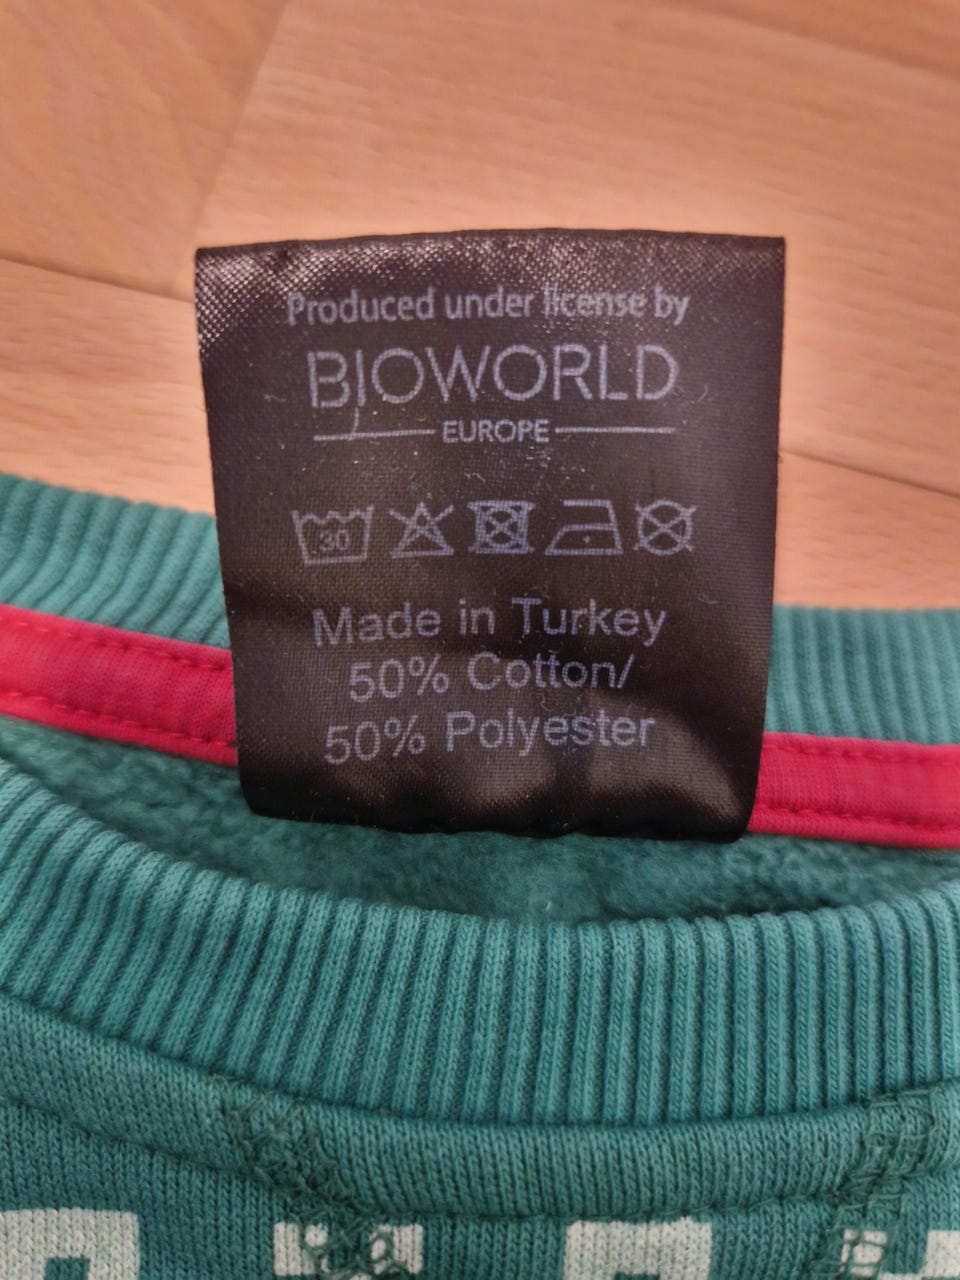 Produced under license by
BIOWORLD
EUROPE
30
Made in Turkey
50% Cotton/
50% Polyester